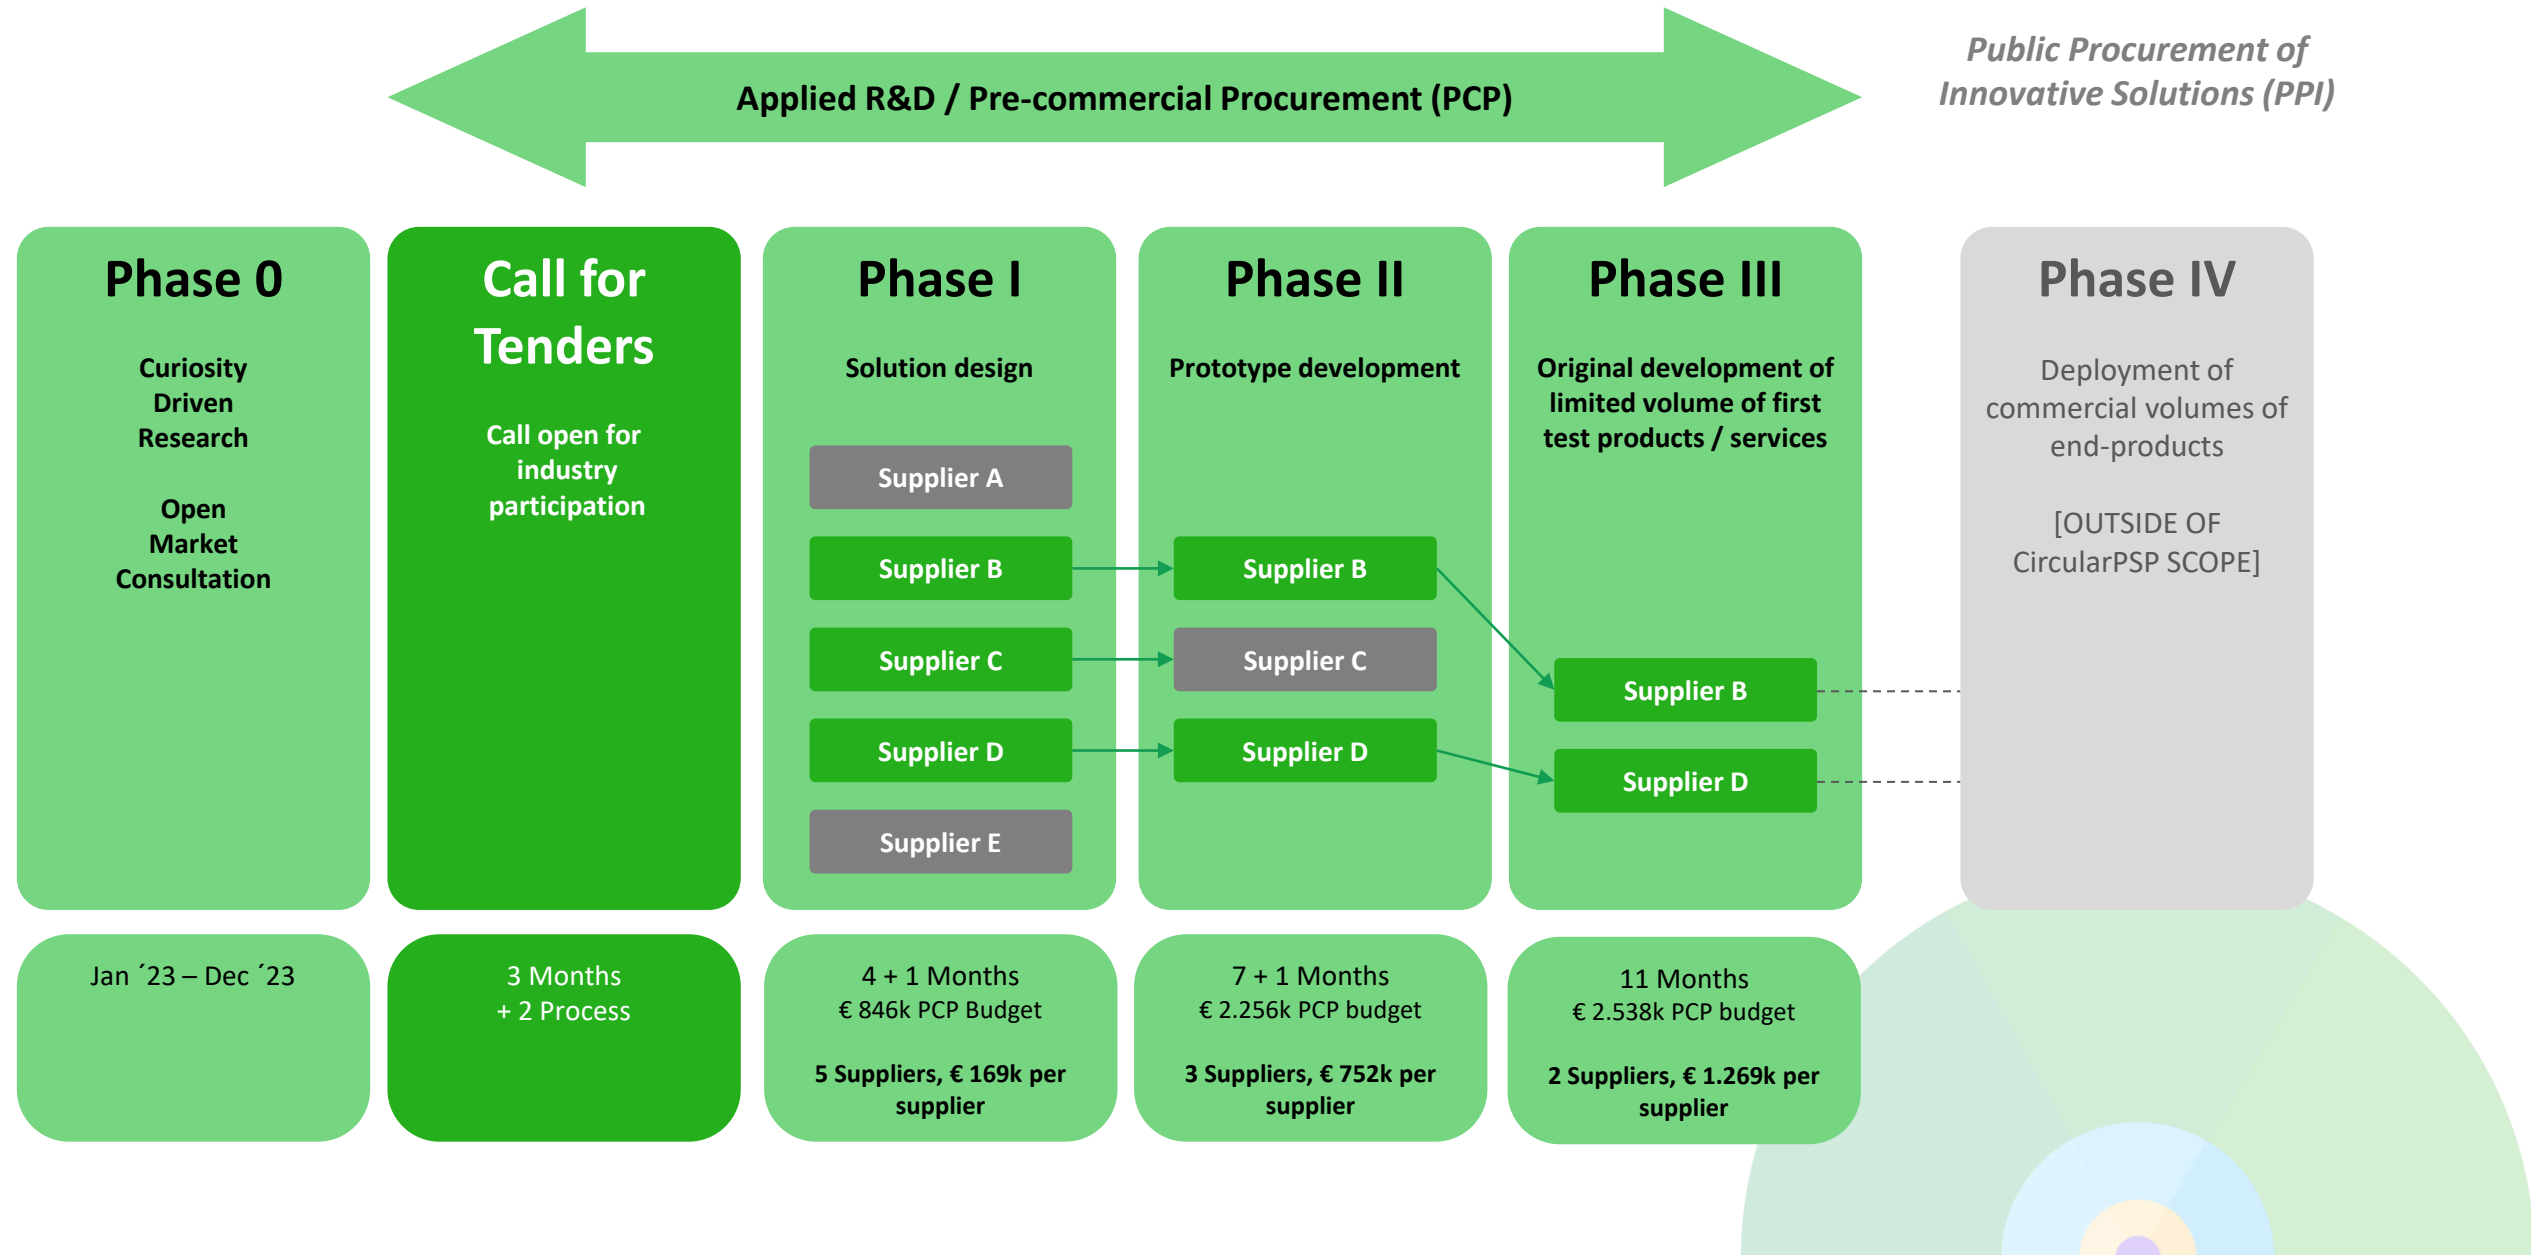 Applied R&D / Pre-commercial Procurement (PCP)
Public Procurement of
Innovative Solutions (PPI)
Phase 0
Curiosity
Driven
Research
Open
Market
Consultation
Call for
Tenders
Call open for
industry
participation
Phase I
Solution design
Supplier A
Supplier B
Supplier C
Supplier D
Supplier E
Phase II
Prototype development
Supplier B
Supplier C
Supplier D
Phase III
Original development of
limited volume of first
test products / services
Supplier B
Supplier D
Phase IV
Deployment of
commercial volumes of
end-products
[OUTSIDE OF
CircularPSP SCOPE]
Jan ´23 – Dec ´23
3 Months
+ 2 Process
4 + 1 Months
€ 846k PCP Budget
5 Suppliers, € 169k per
supplier
7 + 1 Months
€ 2.256k PCP budget
3 Suppliers, € 752k per
supplier
11 Months
€ 2.538k PCP budget
2 Suppliers, € 1.269k per
supplier